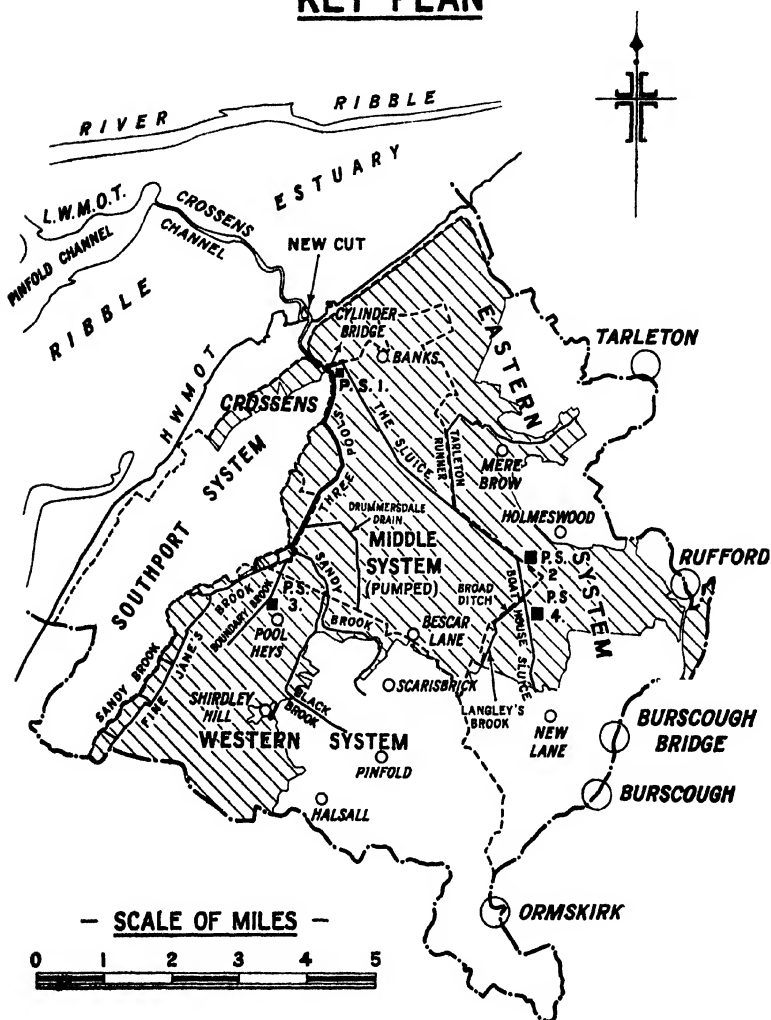 KEY PLAN
RIVER RIBBLE
ESTUARY
L.W.M.O.T.
CROSSENS
CHANNEL
PINFOLD CHANNEL
NEW CUT
RIBBLE
H W M O T
CYLINDER
BRIDGE
BANKS
EASTERN
TARLETON
P.S. 1.
CROSSENS
THE SLUICE
TARLETON
RUNNER
THREE POOLS
MERE
BROW
SOUTHPORT SYSTEM
DRUMMERSDALE
DRAIN
HOLMESWOOD
MIDDLE
SYSTEM
(PUMPED)
P.S.
2
SYSTEM
RUFFORD
SANDY
BROOK
BROAD
DITCH
BOAT HOUSE SLUICE
P.S
4.
FINE JANE'S BROOK
BOUNDARY BROOK
P.S.
3.
POOL
HEYS
BESCAR
LANE
SANDY BROOK
SCARISBRICK
SHIRDLEY
HILL
BLACK
BROOK
LANGLEY'S
BROOK
NEW
LANE
BURSCOUGH
BRIDGE
WESTERN SYSTEM
PINFOLD
HALSALL
BURSCOUGH
ORMSKIRK
– SCALE OF MILES –
0 1 2 3 4 5